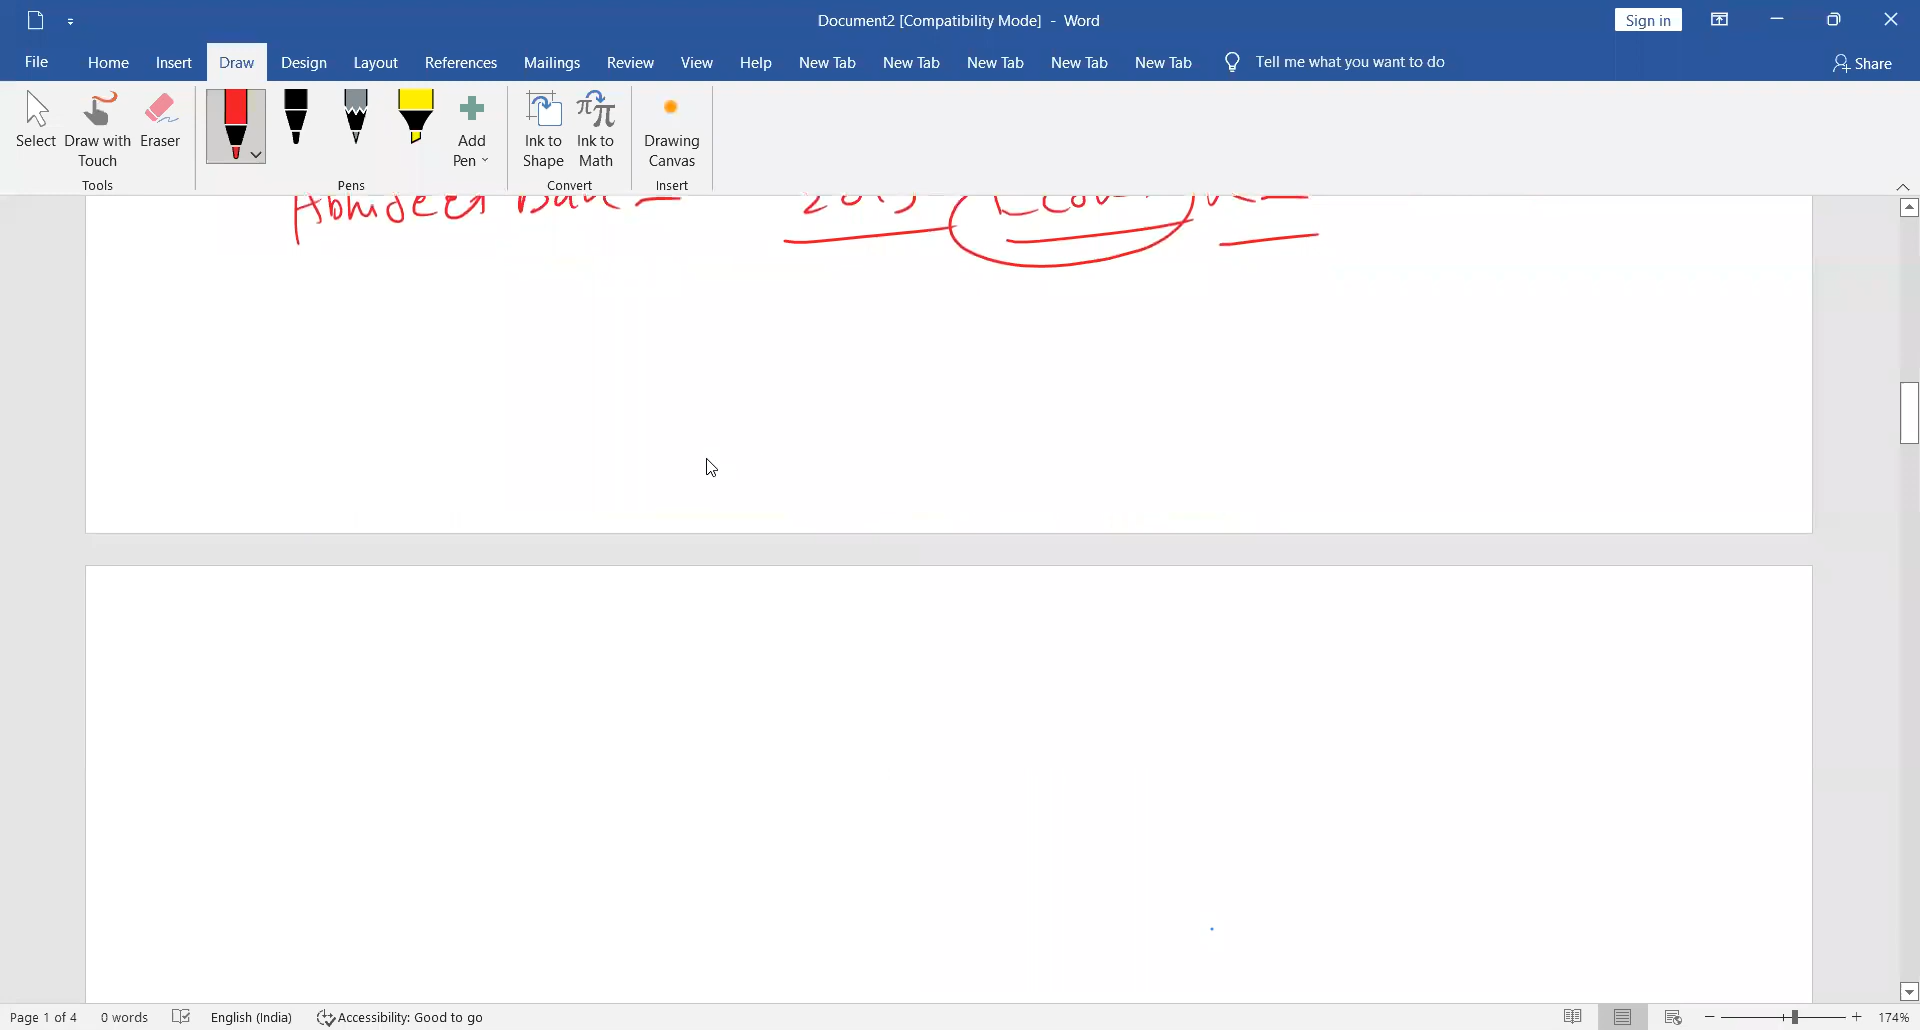 Document2 [Compatibility Mode] - Word
Sign in
File Home Insert Draw Design Layout References Mailings Review View Help New Tab New Tab New Tab New Tab New Tab Tell me what you want to do Share
Select
Draw with
Touch
Eraser
Add
Pen
Ink to
Shape
Ink to
Math
Drawing
Canvas
Tools Pens Convert Insert
Abhijeet 2019
Page 1 of 4 0 words English (India) Accessibility: Good to go 174%